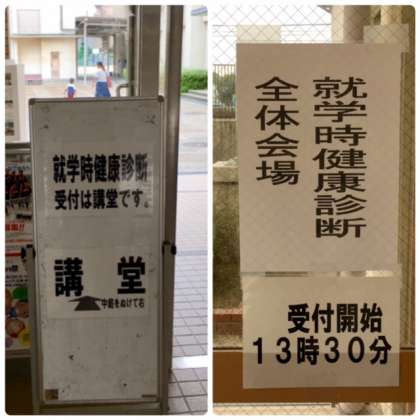 就学時健康診断
受付は講堂です。
講堂
中庭をぬけて右
就学時健康診断
全体会場
受付開始
13時30分